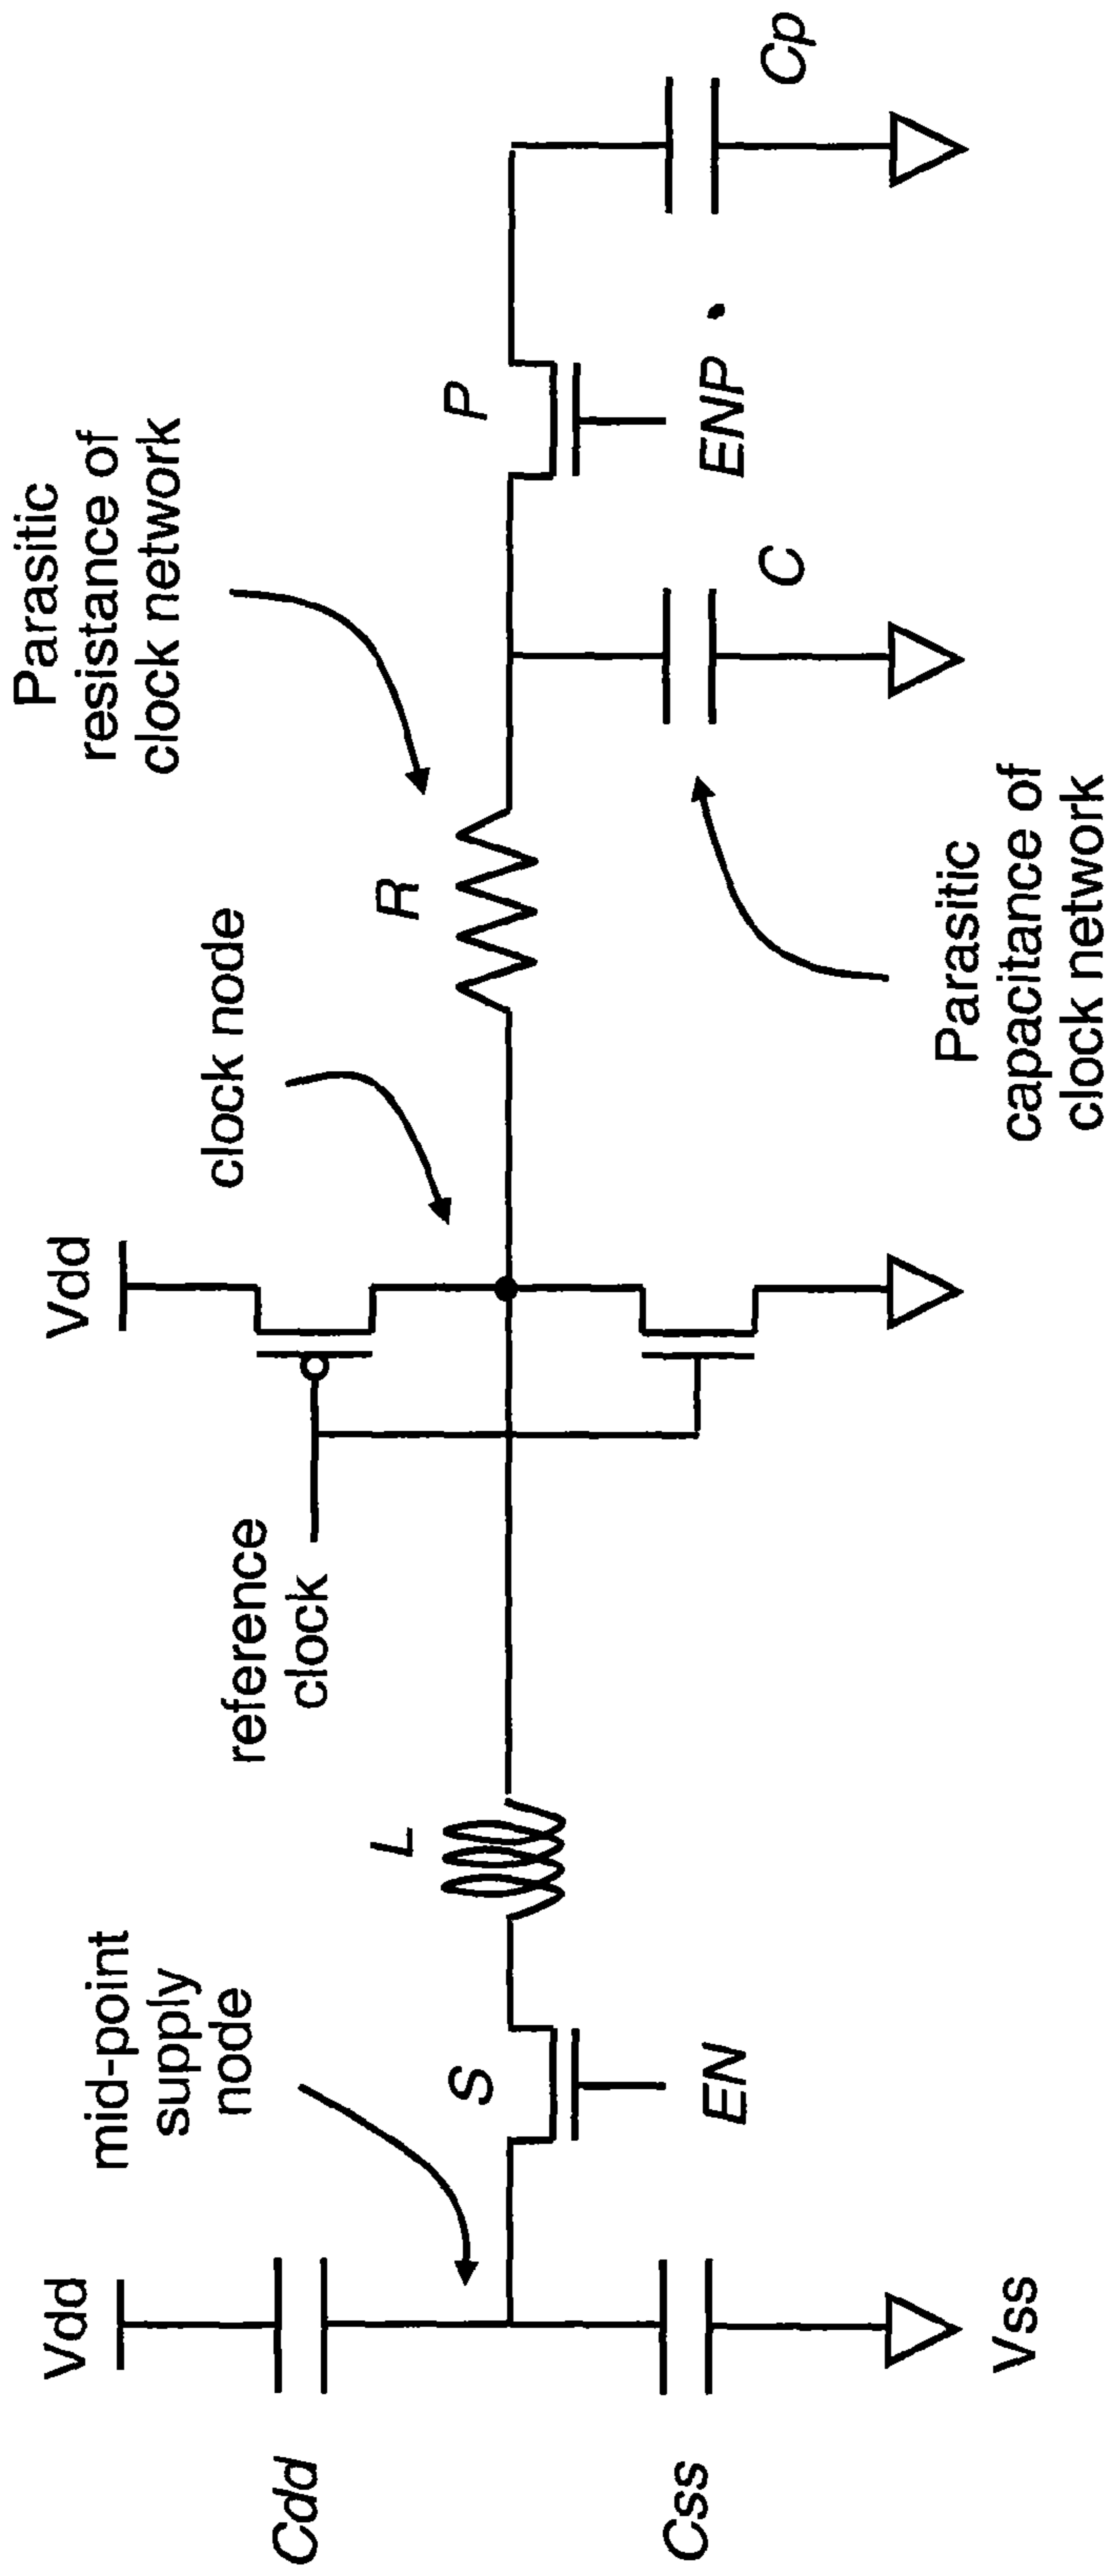 Vdd
Cdd
Css
Vss
mid-point
supply
node
S
EN
L
reference
clock
Vdd
clock node
R
Parasitic
resistance of
clock network
Parasitic
capacitance of
clock network
C
P
ENP
Cp